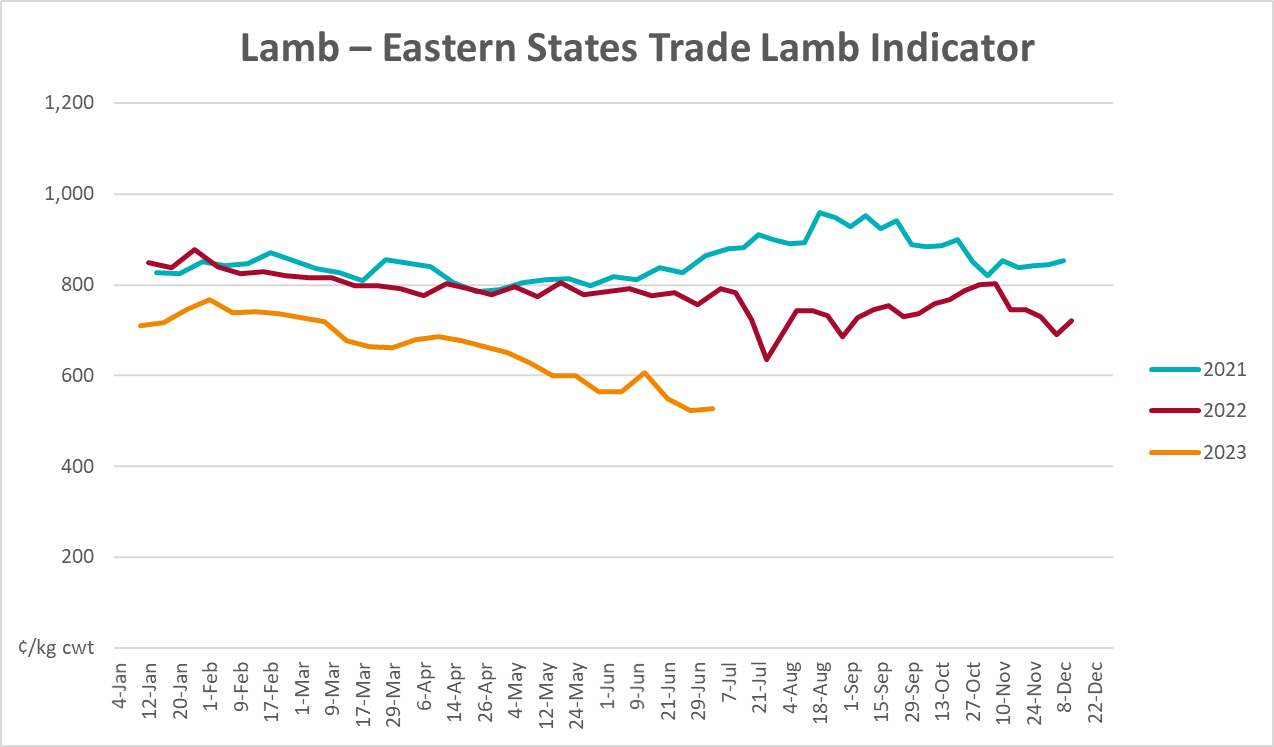 Lamb – Eastern States Trade Lamb Indicator
1,200
1,000
800
600
400
200
¢/kg cwt
4-Jan
12-Jan
20-Jan
1-Feb
9-Feb
17-Feb
1-Mar
9-Mar
17-Mar
29-Mar
6-Apr
14-Apr
26-Apr
4-May
12-May
24-May
1-Jun
9-Jun
21-Jun
29-Jun
7-Jul
21-Jul
4-Aug
18-Aug
1-Sep
15-Sep
29-Sep
13-Oct
27-Oct
10-Nov
24-Nov
8-Dec
22-Dec
2021
2022
2023